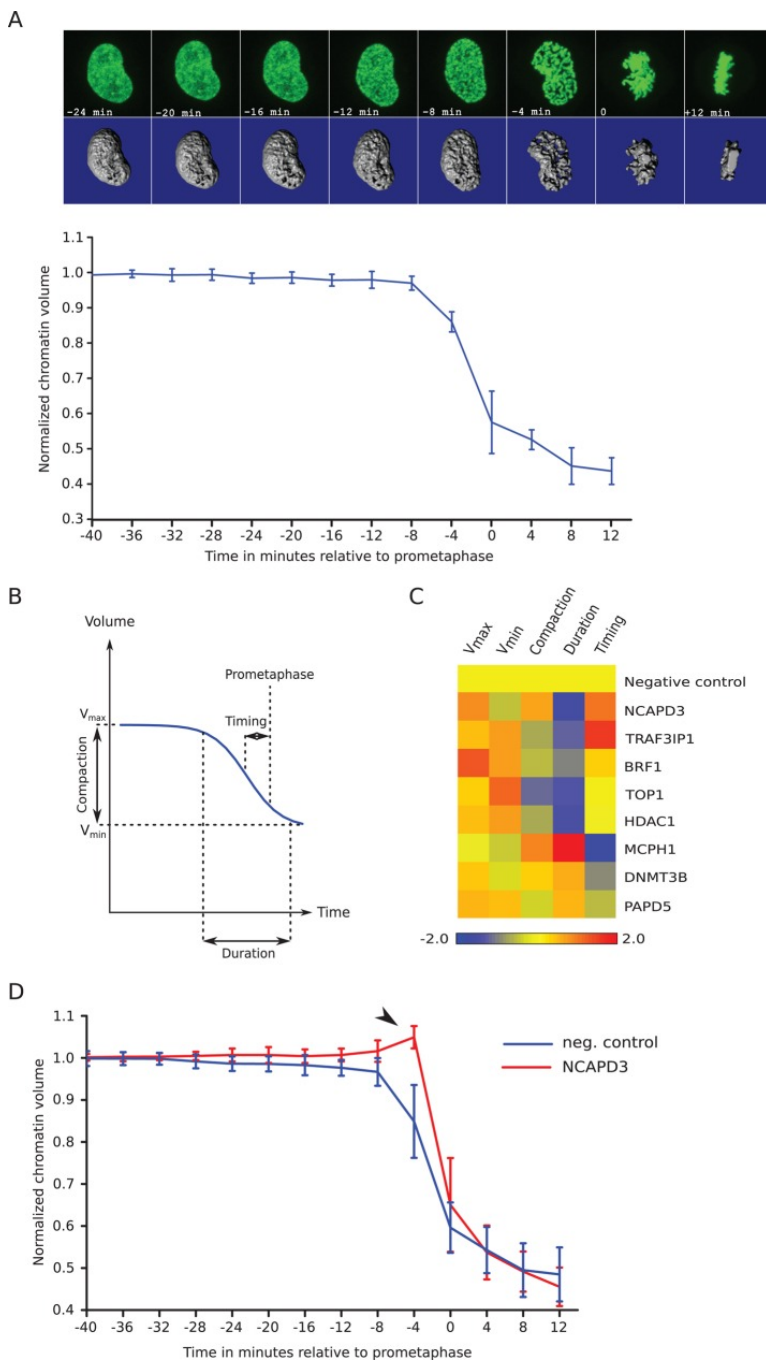 A
-24 min -20 min -16 min -12 min -8 min -4 min 0 +12 min
Normalized chromatin volume
1.1
1.0
0.9
0.8
0.7
0.6
0.5
0.4
0.3
-40 -36 -32 -28 -24 -20 -16 -12 -8 -4 0 4 8 12
Time in minutes relative to prometaphase
B
Volume
Prometaphase
Timing
Vmax
Compaction
Vmin
Time
Duration
C
Vmax Vmin Compaction Duration Timing
Negative control
NCAPD3
TRAF3IP1
BRF1
TOP1
HDAC1
MCPH1
DNMT3B
PAPD5
-2.0 2.0
D
Normalized chromatin volume
1.1
1.0
0.9
0.8
0.7
0.6
0.5
0.4
neg. control
NCAPD3
-40 -36 -32 -28 -24 -20 -16 -12 -8 -4 0 4 8 12
Time in minutes relative to prometaphase